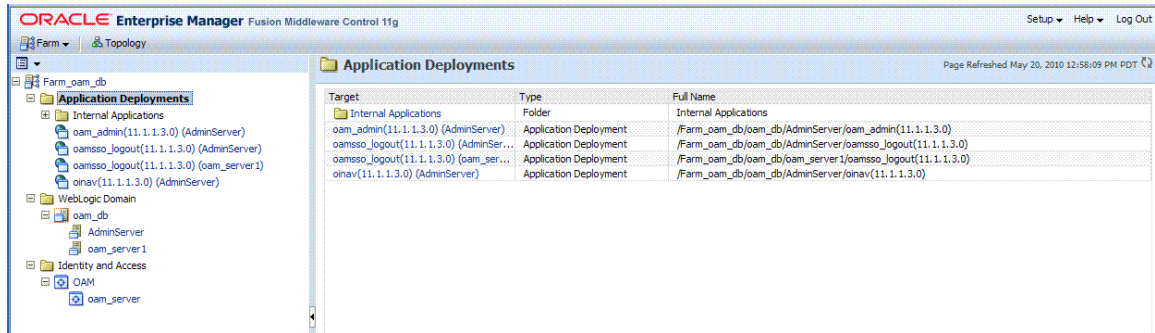 ORACLE Enterprise Manager Fusion Middleware Control 11g
Setup Help Log Out
Farm Topology
Farm_oam_db
Application Deployments
Internal Applications
oam_admin(11.1.1.3.0) (AdminServer)
oamsso_logout(11.1.1.3.0) (AdminServer)
oamsso_logout(11.1.1.3.0) (oam_server1)
oinav(11.1.1.3.0) (AdminServer)
WebLogic Domain
oam_db
AdminServer
oam_server1
Identity and Access
OAM
oam_server
Application Deployments
Page Refreshed May 20, 2010 12:58:09 PM PDT
Target Type Full Name
Internal Applications Folder Internal Applications
oam_admin(11.1.1.3.0) (AdminServer) Application Deployment /Farm_oam_db/oam_db/AdminServer/oam_admin(11.1.1.3.0)
oamsso_logout(11.1.1.3.0) (AdminSer... Application Deployment /Farm_oam_db/oam_db/AdminServer/oamsso_logout(11.1.1.3.0)
oamsso_logout(11.1.1.3.0) (oam_ser... Application Deployment /Farm_oam_db/oam_db/oam_server1/oamsso_logout(11.1.1.3.0)
oinav(11.1.1.3.0) (AdminServer) Application Deployment /Farm_oam_db/oam_db/AdminServer/oinav(11.1.1.3.0)